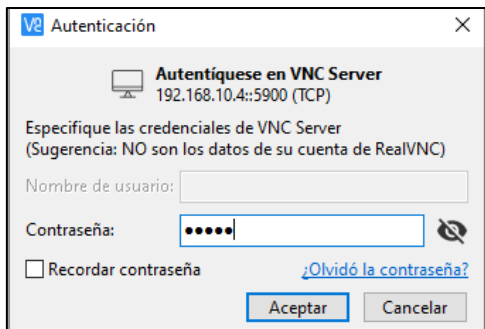 V2 Autenticación
Autentíquese en VNC Server
192.168.10.4::5900 (TCP)
Especifique las credenciales de VNC Server
(Sugerencia: NO son los datos de su cuenta de RealVNC)
Nombre de usuario:
Contraseña: •••••
Recordar contraseña ¿Olvidó la contraseña?
Aceptar Cancelar